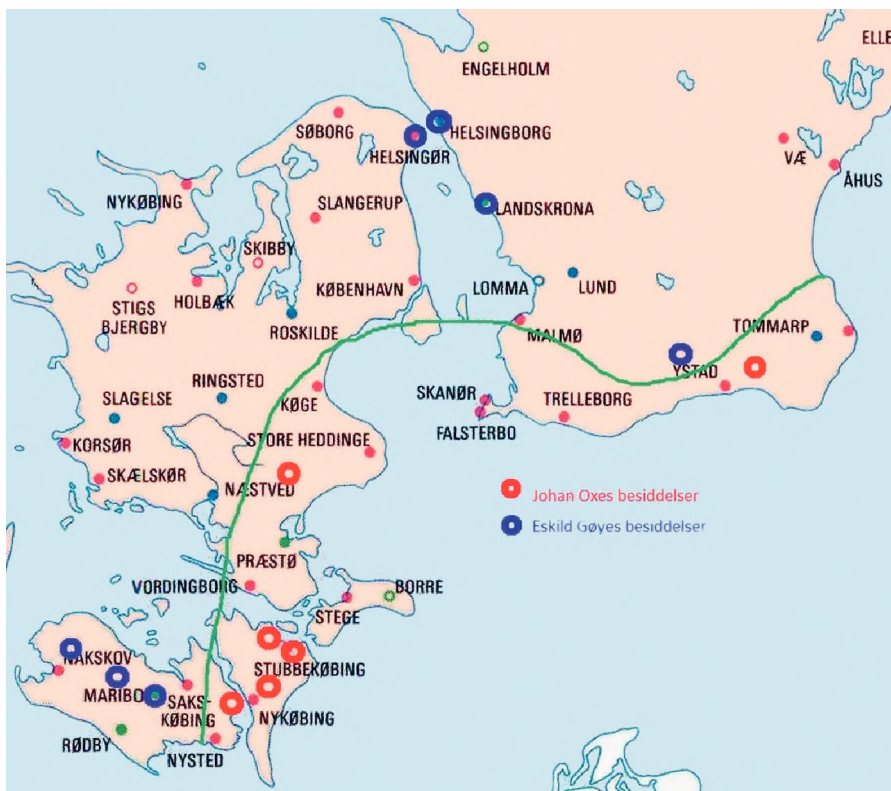 ELLE
ENGELHOLM
SØBORG
HELSINGBORG
HELSINGØR
VÆ
ÅHUS
NYKØBING
SLANGERUP
LANDSKRONA
SKIBBY
STIGS
BJERGBY
HOLBÆK
KØBENHAVN
LOMMA
LUND
ROSKILDE
MALMØ
TOMMARP
RINGSTED
YSTAD
SLAGELSE
KØGE
SKANØR
TRELLEBORG
FALSTERBO
STORE HEDDINGE
KORSØR
SKÆLSKØR
NÆSTVED
Johan Oxes besiddelser
Eskild Gøyes besiddelser
PRÆSTØ
VORDINGBORG
BORRE
STEGE
NAKSKOV
STUBBEKØBING
MARIBO
SAKS-
KØBING
NYKØBING
RØDBY
NYSTED